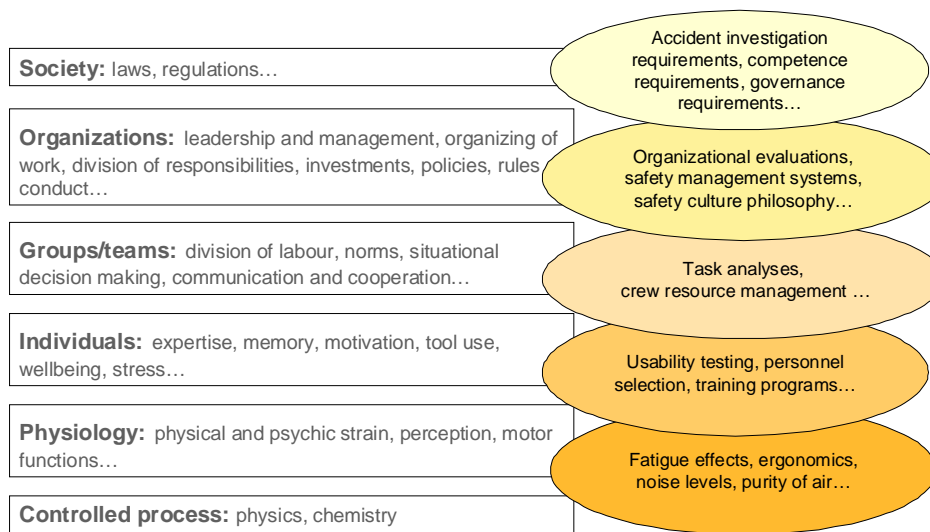 Society: laws, regulations…
Accident investigation
requirements, competence
requirements, governance
requirements…
Organizations: leadership and management, organizing of
work, division of responsibilities, investments, policies, rules
conduct…
Organizational evaluations,
safety management systems,
safety culture philosophy…
Groups/teams: division of labour, norms, situational
decision making, communication and cooperation…
Task analyses,
crew resource management …
Individuals: expertise, memory, motivation, tool use,
wellbeing, stress…
Usability testing, personnel
selection, training programs…
Physiology: physical and psychic strain, perception, motor
functions…
Fatigue effects, ergonomics,
noise levels, purity of air…
Controlled process: physics, chemistry